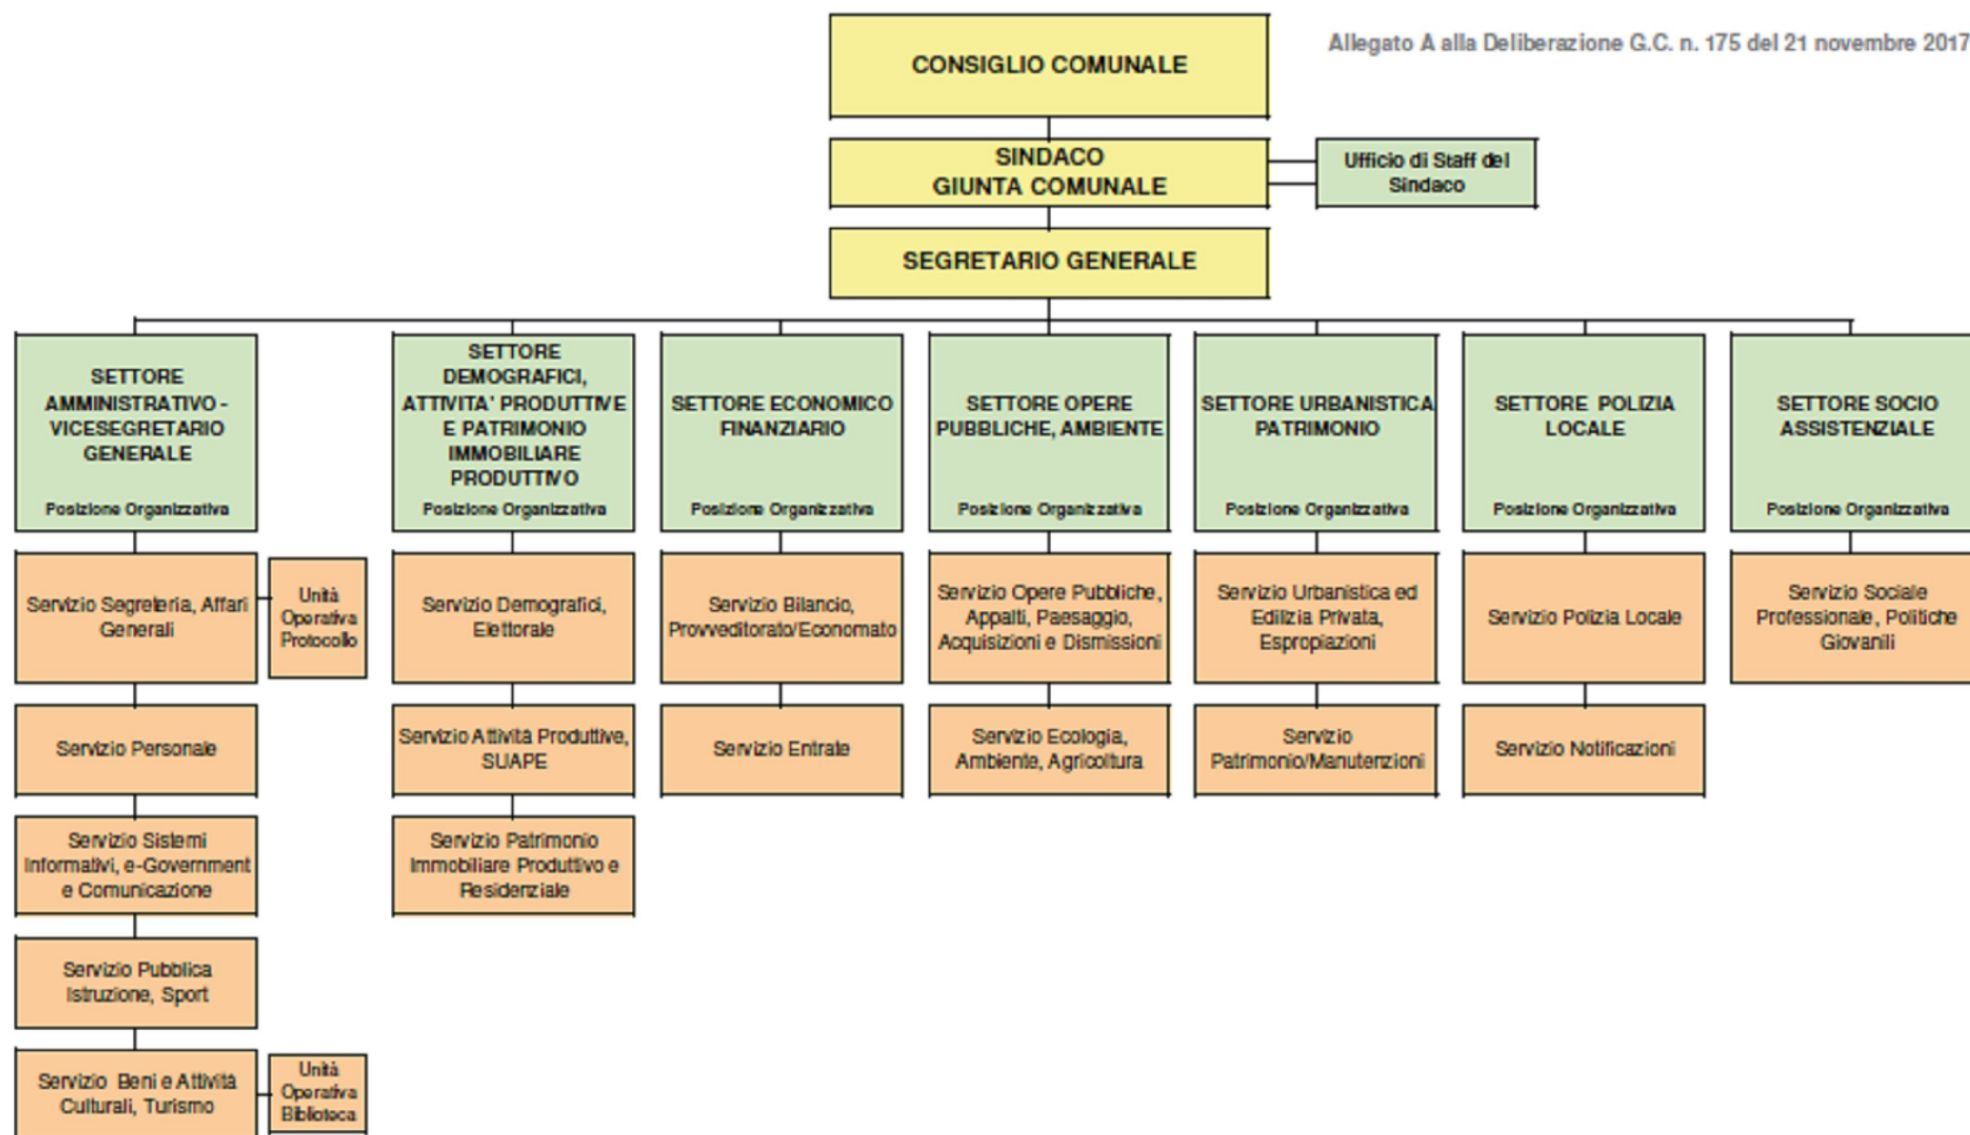 Allegato A alla Deliberazione G.C. n. 175 del 21 novembre 2017
CONSIGLIO COMUNALE
SINDACO
GIUNTA COMUNALE
Ufficio di Staff del
Sindaco
SEGRETARIO GENERALE
SETTORE
AMMINISTRATIVO -
VICESEGRETARIO
GENERALE
Posizione Organizzativa
SETTORE
DEMOGRAFICI,
ATTIVITA' PRODUTTIVE
E PATRIMONIO
IMMOBILIARE
PRODUTTIVO
Posizione Organizzativa
SETTORE ECONOMICO
FINANZIARIO
Posizione Organizzativa
SETTORE OPERE
PUBBLICHE, AMBIENTE
Posizione Organizzativa
SETTORE URBANISTICA
PATRIMONIO
Posizione Organizzativa
SETTORE POLIZIA
LOCALE
Posizione Organizzativa
SETTORE SOCIO
ASSISTENZIALE
Posizione Organizzativa
Servizio Segreteria, Affari
Generali
Unità
Operativa
Protocollo
Servizio Demografici,
Elettorale
Servizio Bilancio,
Provveditorato/Economato
Servizio Opere Pubbliche,
Appalti, Paesaggio,
Acquisizioni e Dismissioni
Servizio Urbanistica ed
Edilizia Privata,
Espropiazioni
Servizio Polizia Locale
Servizio Sociale
Professionale, Politiche
Giovanili
Servizio Personale
Servizio Attività Produttive,
SUAPE
Servizio Entrate
Servizio Ecologia,
Ambiente, Agricoltura
Servizio
Patrimonio/Manutenzioni
Servizio Notificazioni
Servizio Sistemi
Informativi, e-Government
e Comunicazione
Servizio Patrimonio
Immobiliare Produttivo e
Residenziale
Servizio Pubblica
Istruzione, Sport
Servizio Beni e Attività
Culturali, Turismo
Unità
Operativa
Biblioteca